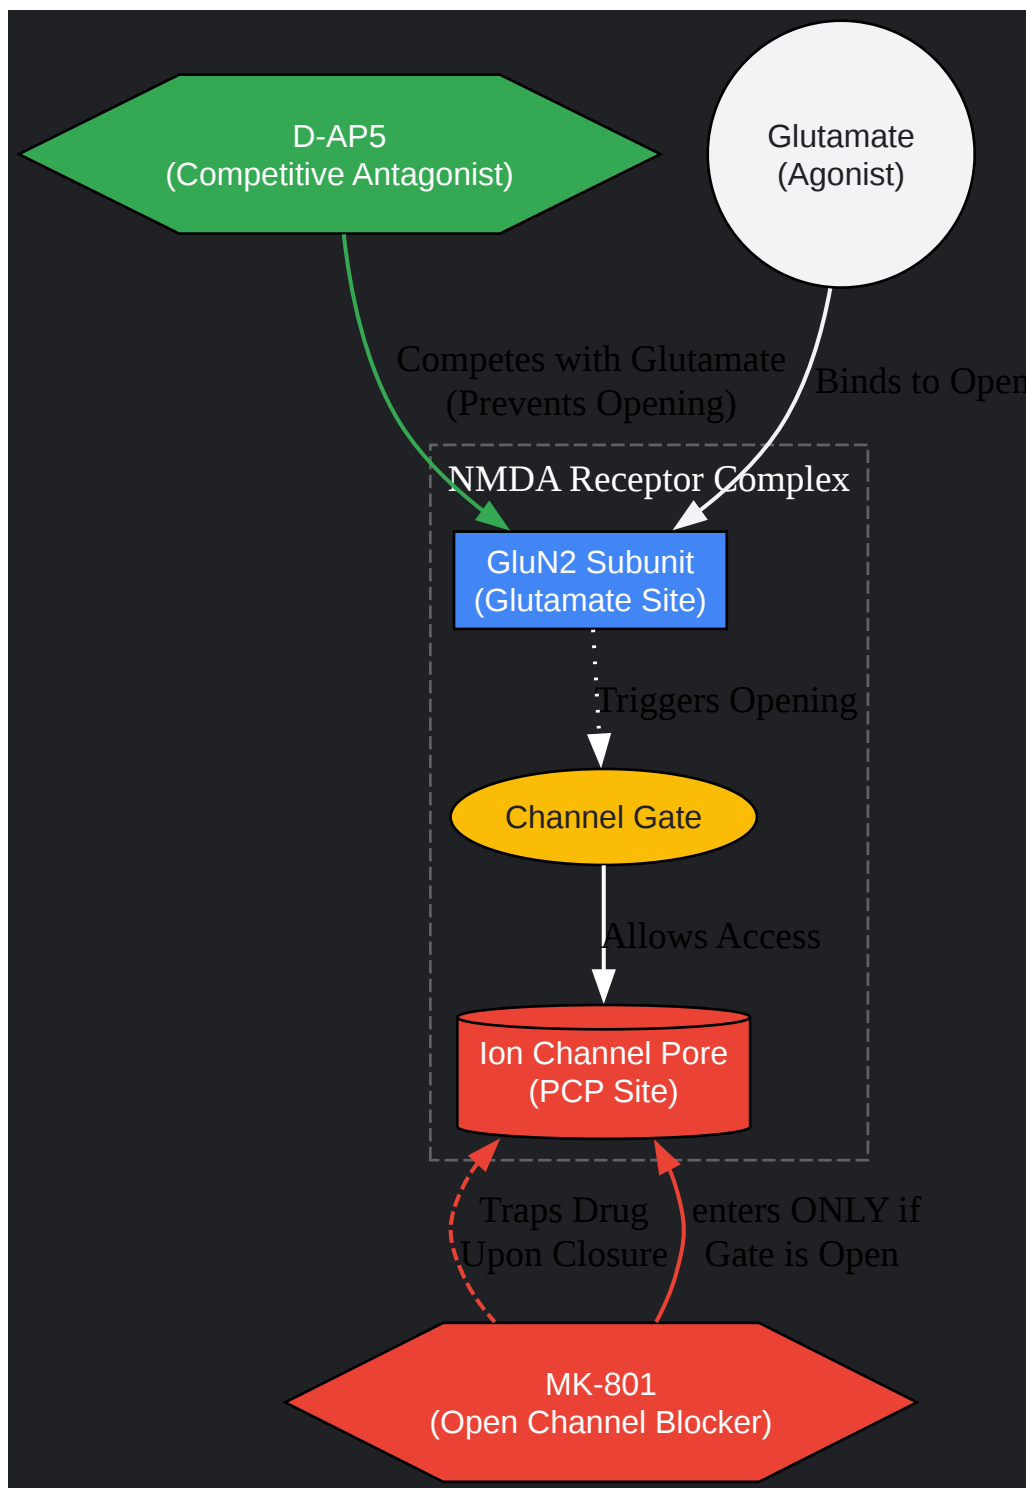 D-AP5
(Competitive Antagonist)
Glutamate
(Agonist)
Competes with Glutamate
(Prevents Opening)
Binds to Open
NMDA Receptor Complex
GluN2 Subunit
(Glutamate Site)
Triggers Opening
Channel Gate
Allows Access
Ion Channel Pore
(PCP Site)
Traps Drug
Upon Closure
enters ONLY if
Gate is Open
MK-801
(Open Channel Blocker)